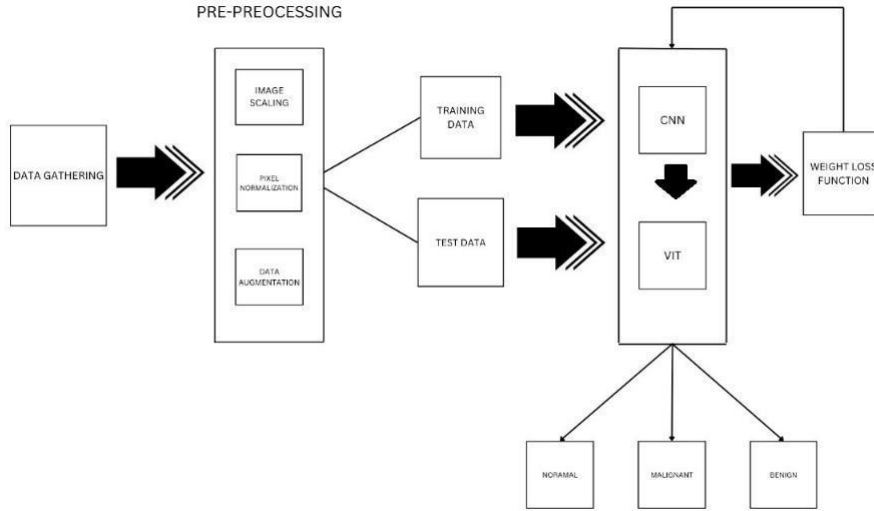 PRE-PREOCESSING
DATA GATHERING
IMAGE
SCALING
PIXEL
NORMALIZATION
DATA
AUGMENTATION
TRAINING
DATA
TEST DATA
CNN
VIT
WEIGHT LOSS
FUNCTION
NORAMAL
MALIGNANT
BENIGN